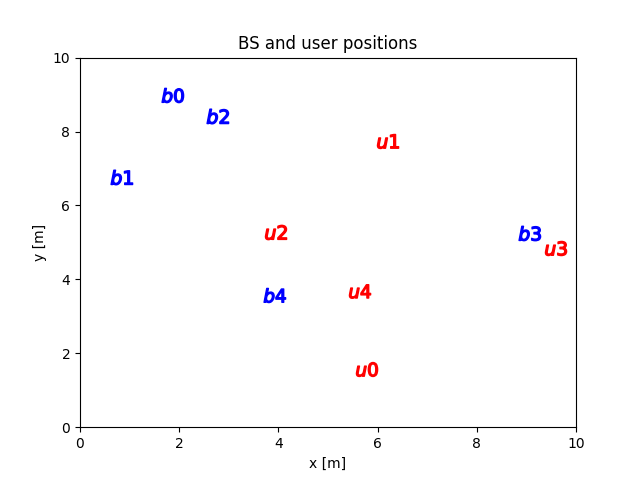 BS and user positions
10
b0
b2
8
u1
b1
6
u2
b3
u3
y [m]
4
b4
u4
2
u0
0
0 2 4 6 8 10
x [m]